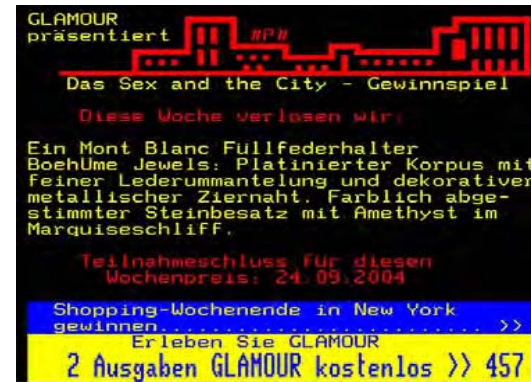 GLAMOUR
präsentiert
#P#
Das Sex and the City - Gewinnspiel
Diese Woche verlosen wir:
Ein Mont Blanc Füllfederhalter
BoehUme Jewels: Platinierter Korpus mit
feiner Lederummantelung und dekorativer
metallischer Ziernaht. Farblich abge-
stimmter Steinbesatz mit Amethyst im
Marquiseschliff.
Teilnahmeschluss für diesen
Wochenpreis: 24.09.2004
Shopping-Wochenende in New York
gewinnen........................ >>
Erleben Sie GLAMOUR
2 Ausgaben GLAMOUR kostenlos >> 457